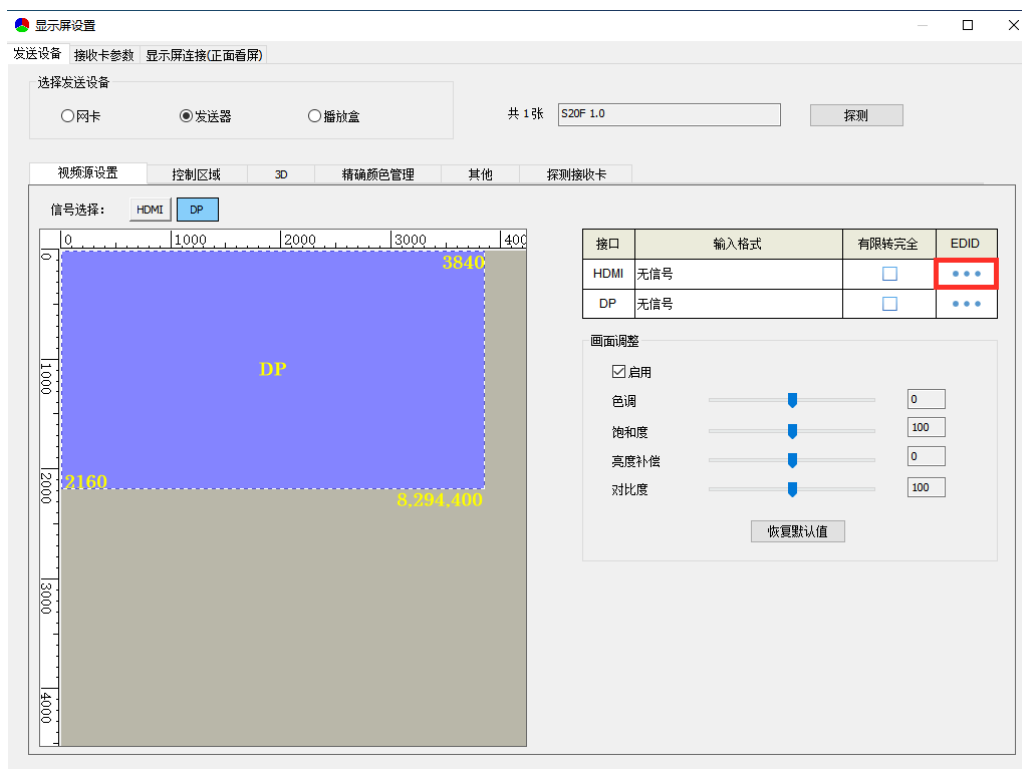 显示屏设置
发送设备 接收卡参数 显示屏连接(正面看屏)
选择发送设备
网卡 发送器 播放盒 共 1 张 S20F 1.0 探测
视频源设置 控制区域 3D 精确颜色管理 其他 探测接收卡
信号选择： HDMI DP
0 1000 2000 3000 400
0
1000
2000
3000
4000
3840
DP
2160
8,294,400
接口 输入格式 有限转完全 EDID
HDMI 无信号
DP 无信号
画面调整
启用
色调 0
饱和度 100
亮度补偿 0
对比度 100
恢复默认值